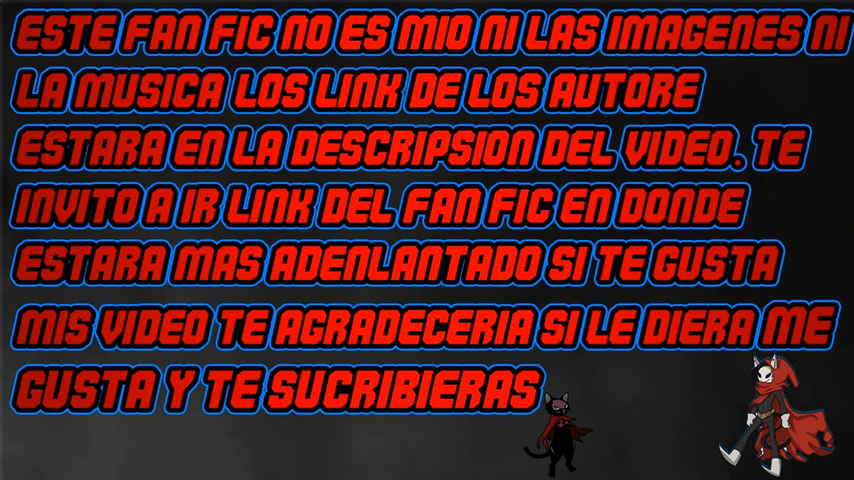 ESTE FAN FIC NO ES MIO NI LAS IMAGENES NI
LA MUSICA LOS LINK DE LOS AUTORE
ESTARA EN LA DESCRIPSION DEL VIDEO. TE
INVITO A IR LINK DEL FAN FIC EN DONDE
ESTARA MAS ADENLANTADO SI TE GUSTA
MIS VIDEO TE AGRADECERIA SI LE DIERA ME
GUSTA Y TE SUCRIBIERAS